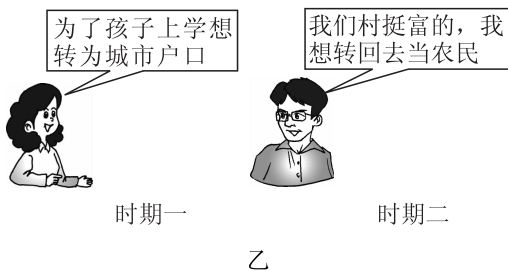 为了孩子上学想
转为城市户口
我们村挺富的，我
想转回去当农民
时期一
时期二
乙